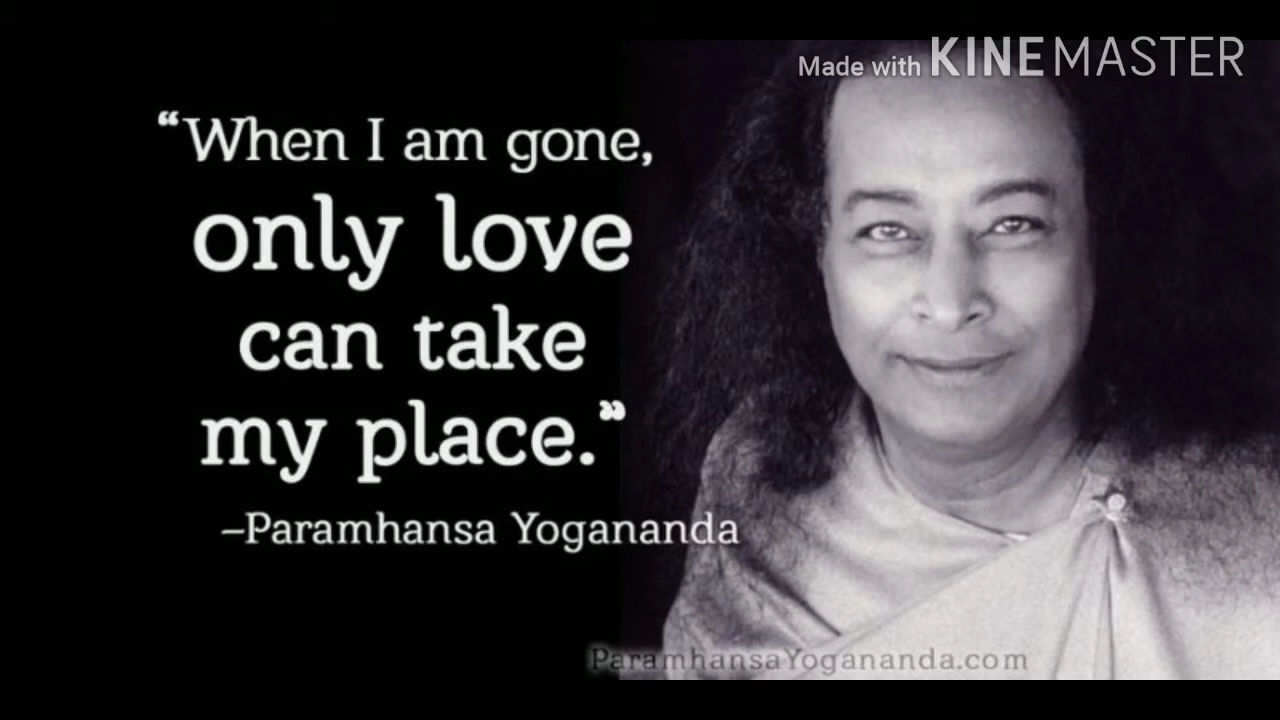 Made with KINEMASTER
“When I am gone,
only love
can take
my place.”
–Paramhansa Yogananda
ParamhansaYogananda.com